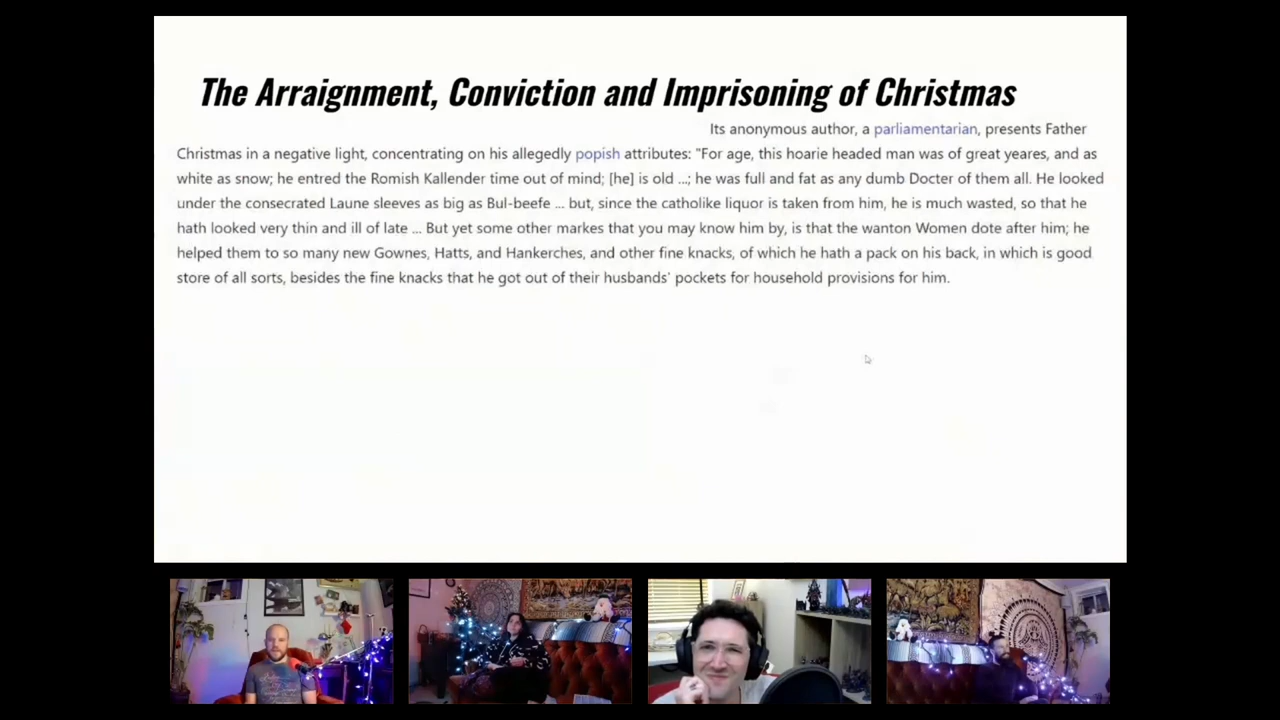 The Arraignment, Conviction and Imprisoning of Christmas
Its anonymous author, a parliamentarian, presents Father
Christmas in a negative light, concentrating on his allegedly popish attributes: "For age, this hoarie headed man was of great yeares, and as
white as snow; he entred the Romish Kallender time out of mind; [he] is old ...; he was full and fat as any dumb Docter of them all. He looked
under the consecrated Laune sleeves as big as Bul-beefe ... but, since the catholike liquor is taken from him, he is much wasted, so that he
hath looked very thin and ill of late ... But yet some other markes that you may know him by, is that the wanton Women dote after him; he
helped them to so many new Gownes, Hatts, and Hankerches, and other fine knacks, of which he hath a pack on his back, in which is good
store of all sorts, besides the fine knacks that he got out of their husbands' pockets for household provisions for him.